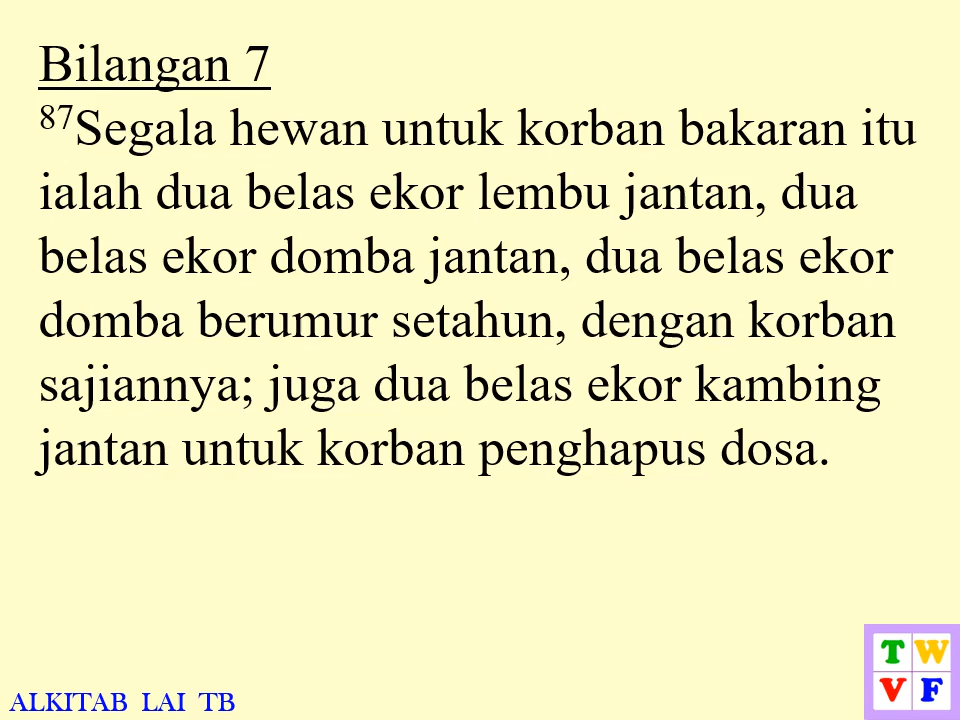 Bilangan 7
87Segala hewan untuk korban bakaran itu
ialah dua belas ekor lembu jantan, dua
belas ekor domba jantan, dua belas ekor
domba berumur setahun, dengan korban
sajiannya; juga dua belas ekor kambing
jantan untuk korban penghapus dosa.
ALKITAB LAI TB
T W
V F